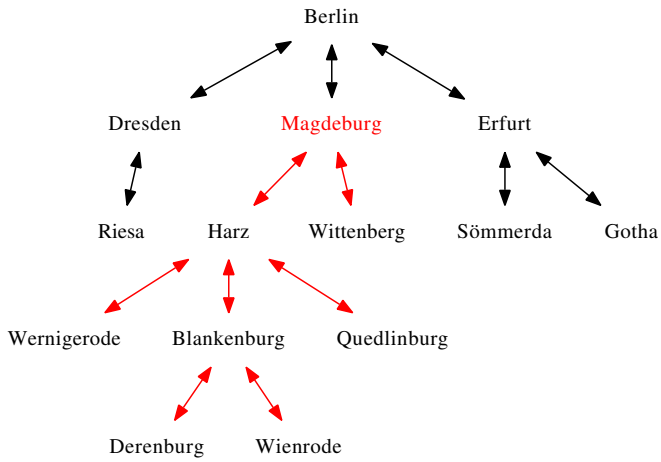 Berlin
Dresden Magdeburg Erfurt
Riesa Harz Wittenberg Sömmerda Gotha
Wernigerode Blankenburg Quedlinburg
Derenburg Wienrode